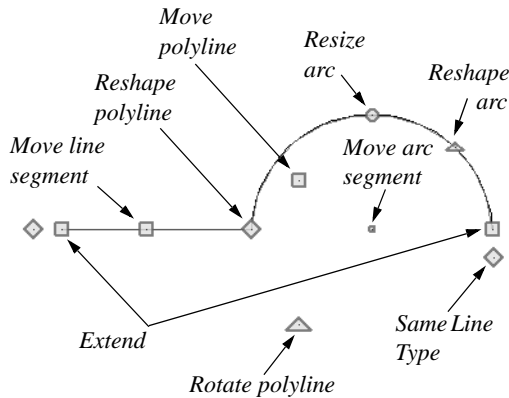 Move
polyline
Resize
arc
Reshape
polyline
Reshape
arc
Move line
segment
Move arc
segment
Extend
Same Line
Type
Rotate polyline